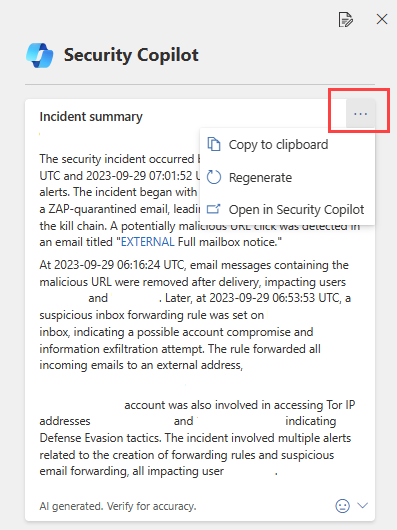 Security Copilot
Incident summary
...
Copy to clipboard
Regenerate
Open in Security Copilot
The security incident occurred
UTC and 2023-09-29 07:01:52
alerts. The incident began with
a ZAP-quarantined email,
the kill chain. A potentially malicious URL click was detected in
an email titled "EXTERNAL Full mailbox notice."
At 2023-09-29 06:16:24 UTC, email messages containing the
malicious URL were removed after delivery, impacting users
and . Later, at 2023-09-29 06:53:53 UTC, a
suspicious inbox forwarding rule was set on
inbox, indicating a possible account compromise and
information exfiltration attempt. The rule forwarded all
incoming emails to an external address,
account was also involved in accessing Tor IP
addresses and indicating
Defense Evasion tactics. The incident involved multiple alerts
related to the creation of forwarding rules and suspicious
email forwarding, all impacting user .
AI generated. Verify for accuracy.